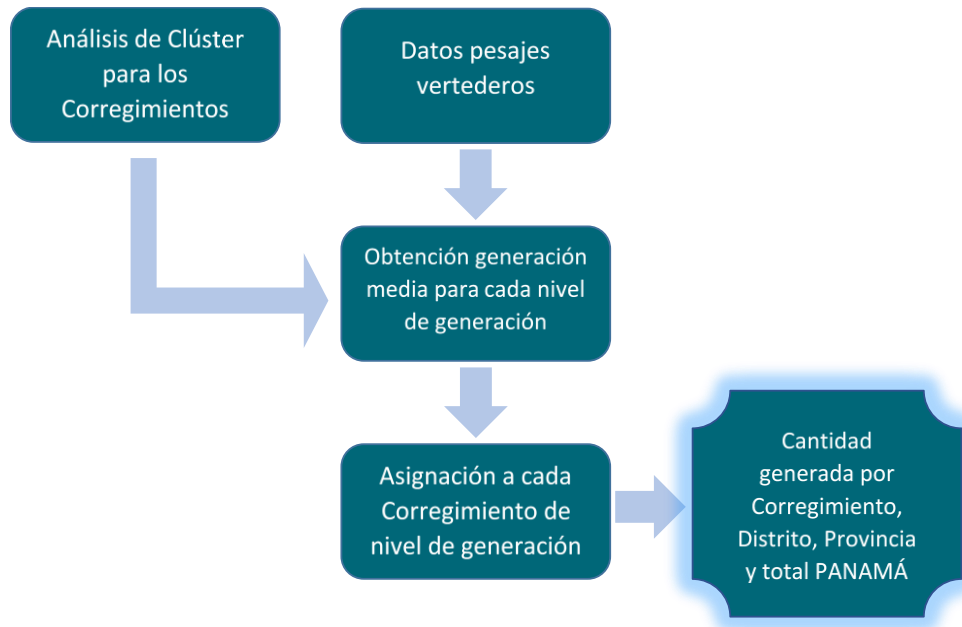 Análisis de Clúster
para los
Corregimientos
Datos pesajes
vertederos
Obtención generación
media para cada nivel
de generación
Asignación a cada
Corregimiento de
nivel de generación
Cantidad
generada por
Corregimiento,
Distrito, Provincia
y total PANAMÁ